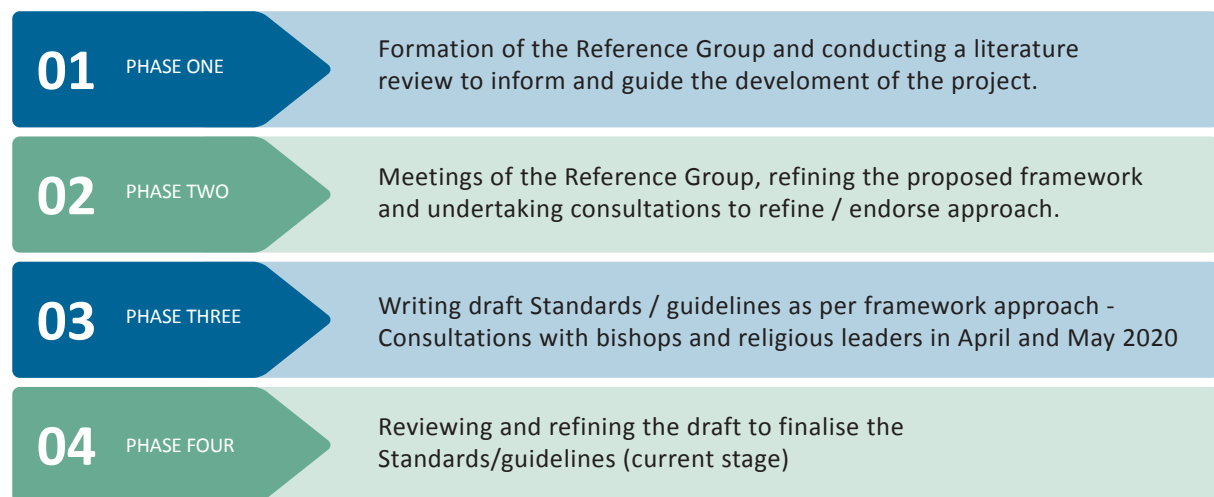 01 PHASE ONE
Formation of the Reference Group and conducting a literature
review to inform and guide the develoment of the project.
02 PHASE TWO
Meetings of the Reference Group, refining the proposed framework
and undertaking consultations to refine / endorse approach.
03 PHASE THREE
Writing draft Standards / guidelines as per framework approach -
Consultations with bishops and religious leaders in April and May 2020
04 PHASE FOUR
Reviewing and refining the draft to finalise the
Standards/guidelines (current stage)